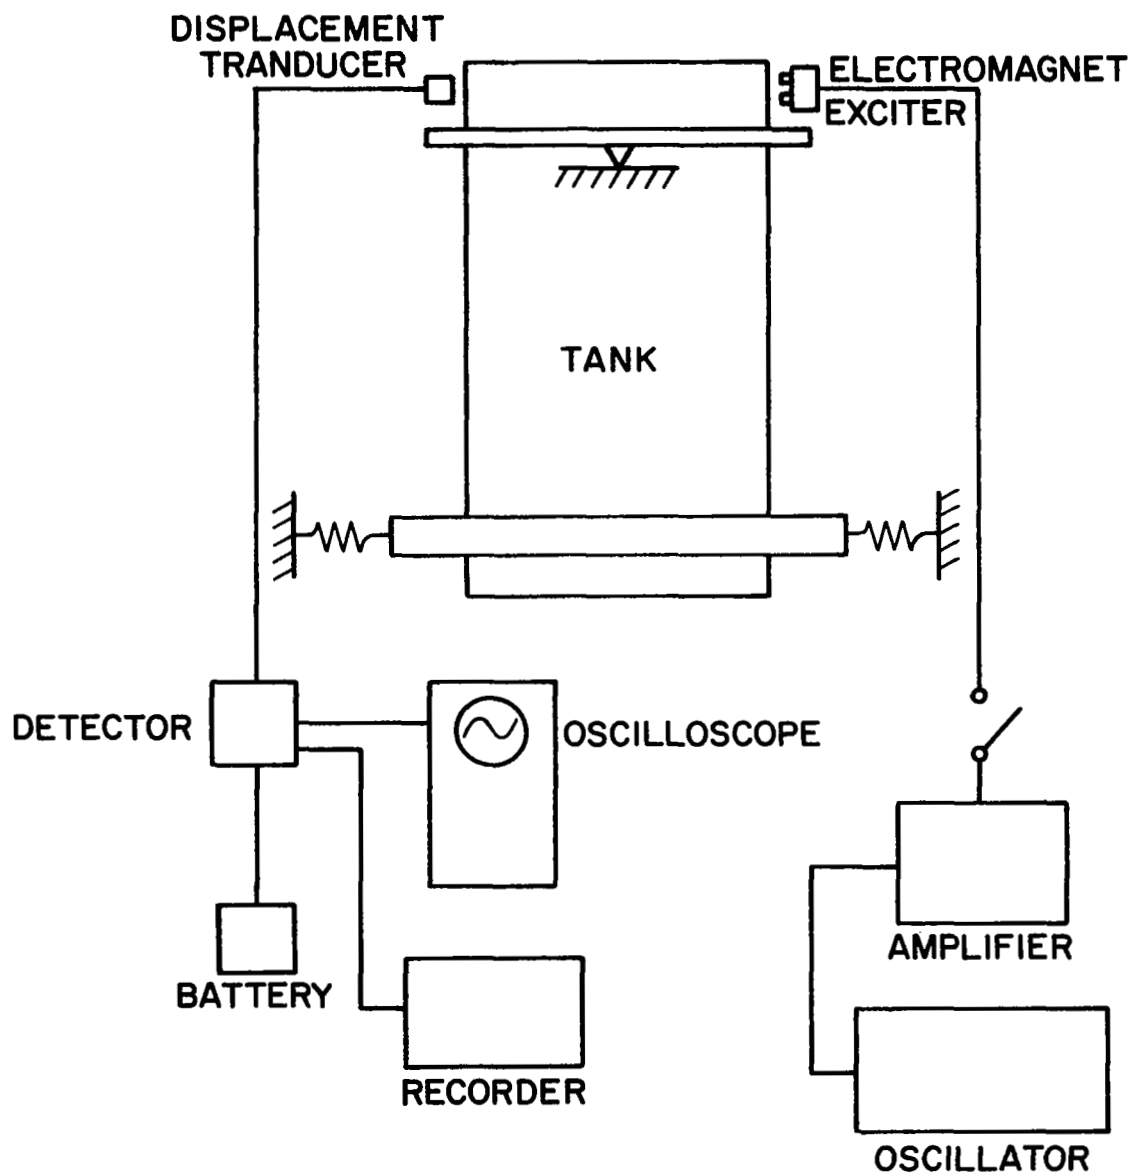 DISPLACEMENT
TRANDUCER
ELECTROMAGNET
EXCITER
TANK
DETECTOR
OSCILLOSCOPE
BATTERY
RECORDER
AMPLIFIER
OSCILLATOR